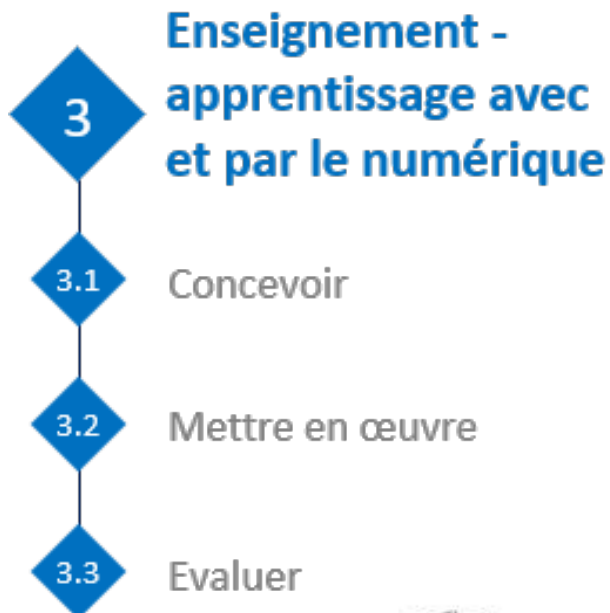 3
Enseignement -
apprentissage avec
et par le numérique
3.1 Concevoir
3.2 Mettre en œuvre
3.3 Evaluer